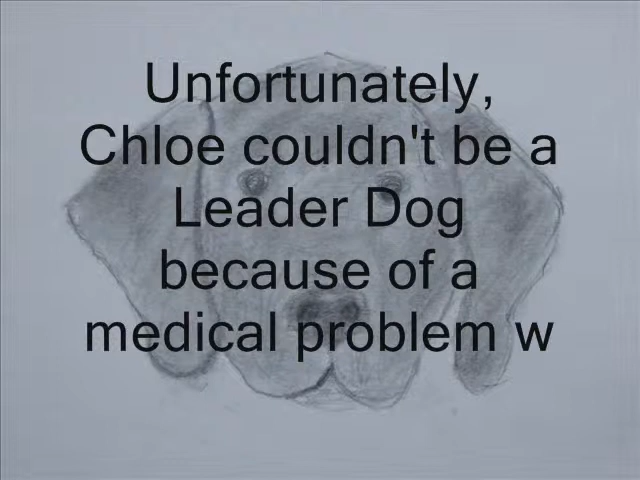 Unfortunately,
Chloe couldn't be a
Leader Dog
because of a
medical problem w